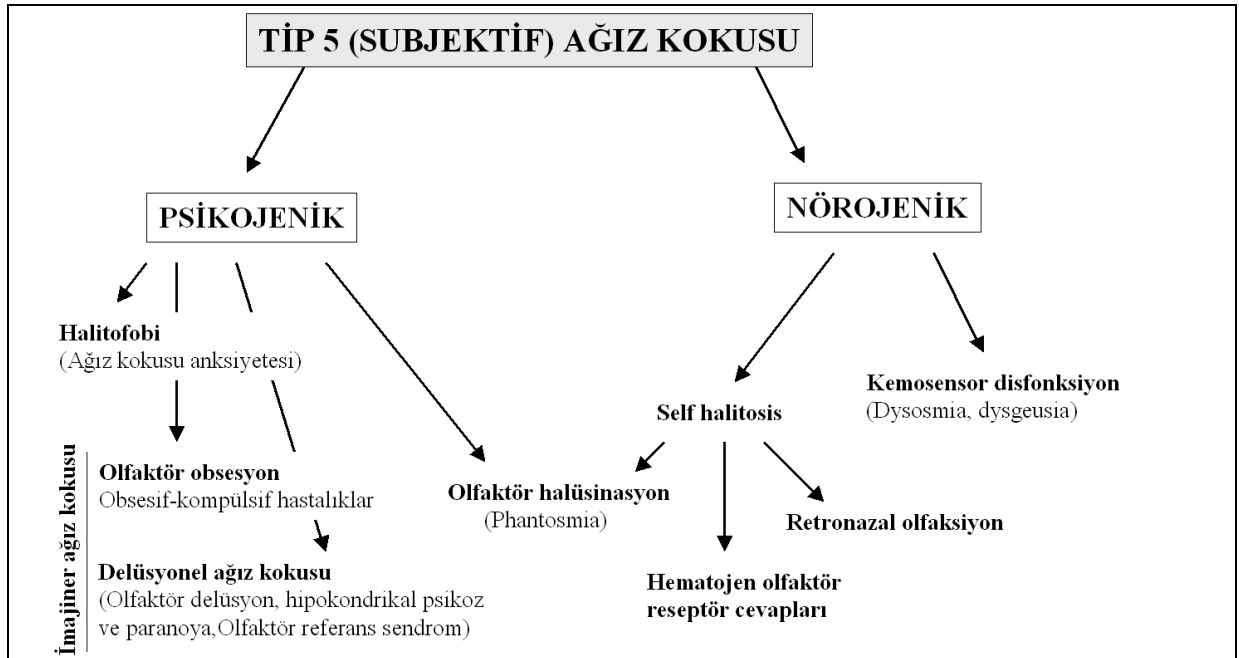 TİP 5 (SUBJEKTİF) AĞIZ KOKUSU
PSİKOJENİK
NÖROJENİK
Halitofobi
(Ağız kokusu anksiyetesi)
Kemosensor disfonksiyon
(Dysosmia, dysgeusia)
Self halitosis
İmajiner ağız kokusu
Olfaktör obsesyon
Obsesif-kompülsif hastalıklar
Olfaktör halüsinasyon
(Phantosmia)
Retronazal olfaksiyon
Delüsyonel ağız kokusu
(Olfaktör delüsyon, hipokondrikal psikoz
ve paranoya,Olfaktör referans sendrom)
Hematojen olfaktör
reseptör cevapları